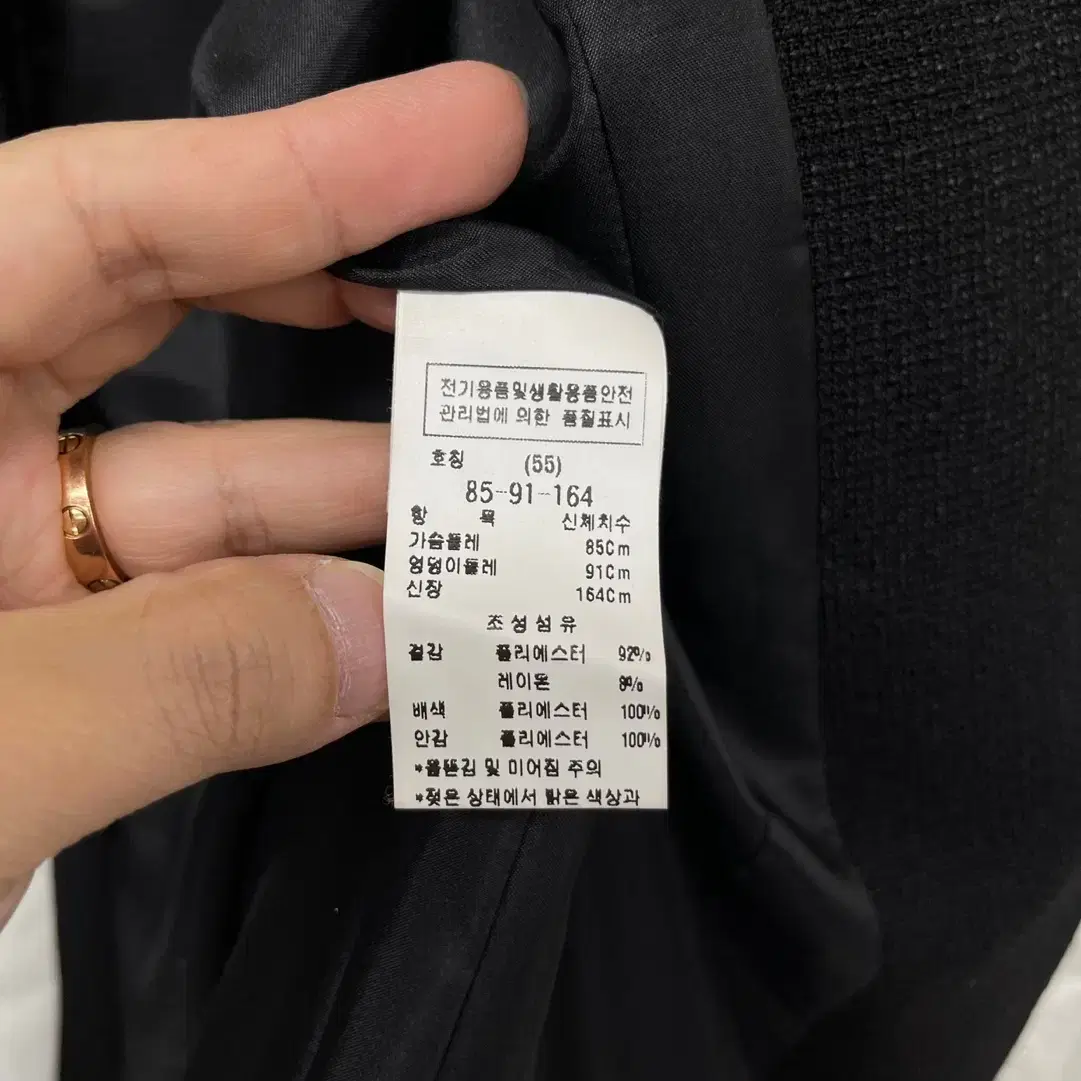 전기용품및생활용품안전
관리법에 의한 품질표시
호칭 (55)
85-91-164
항 목 신체치수
가슴둘레 85Cm
엉덩이둘레 91Cm
신장 164Cm
조성섬유
겉감 폴리에스터 92%
레이온 8%
배색 폴리에스터 100%
안감 폴리에스터 100%
*올뜯김 및 미어짐 주의
*젖은 상태에서 밝은 색상과